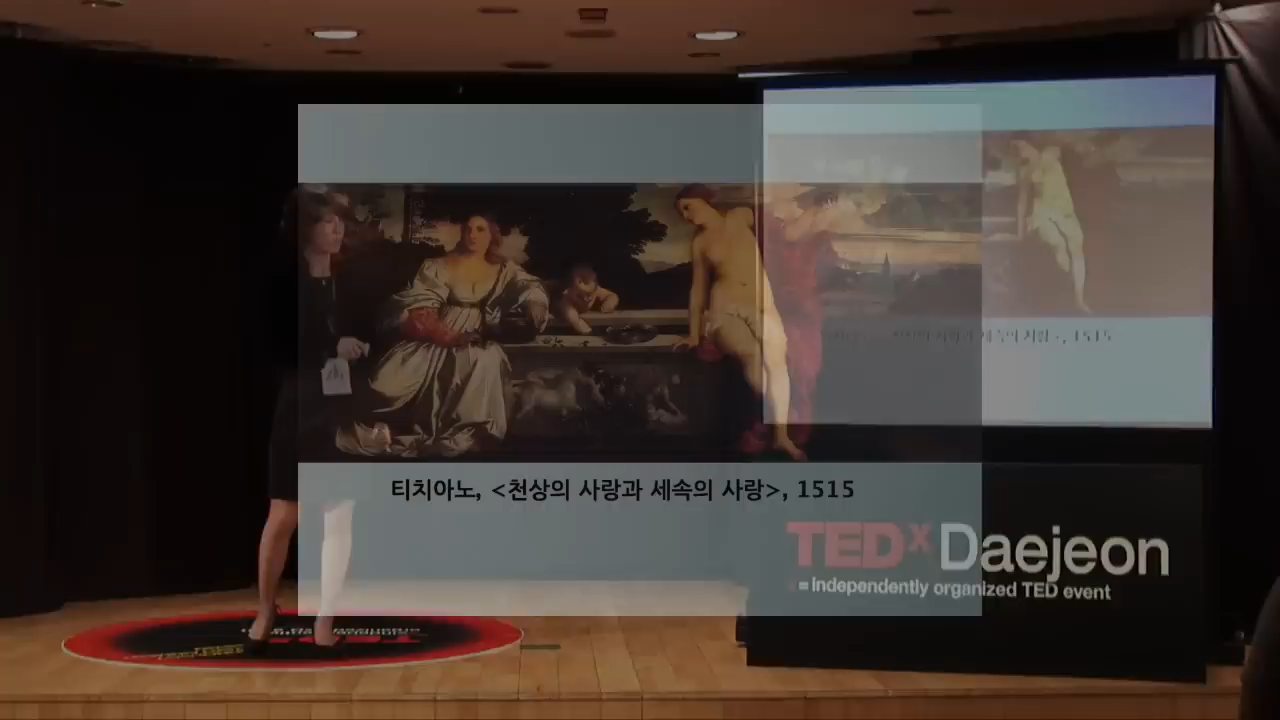 티치아노, <천상의 사랑과 세속의 사랑>, 1515
TEDx Daejeon
x = Independently organized TED event